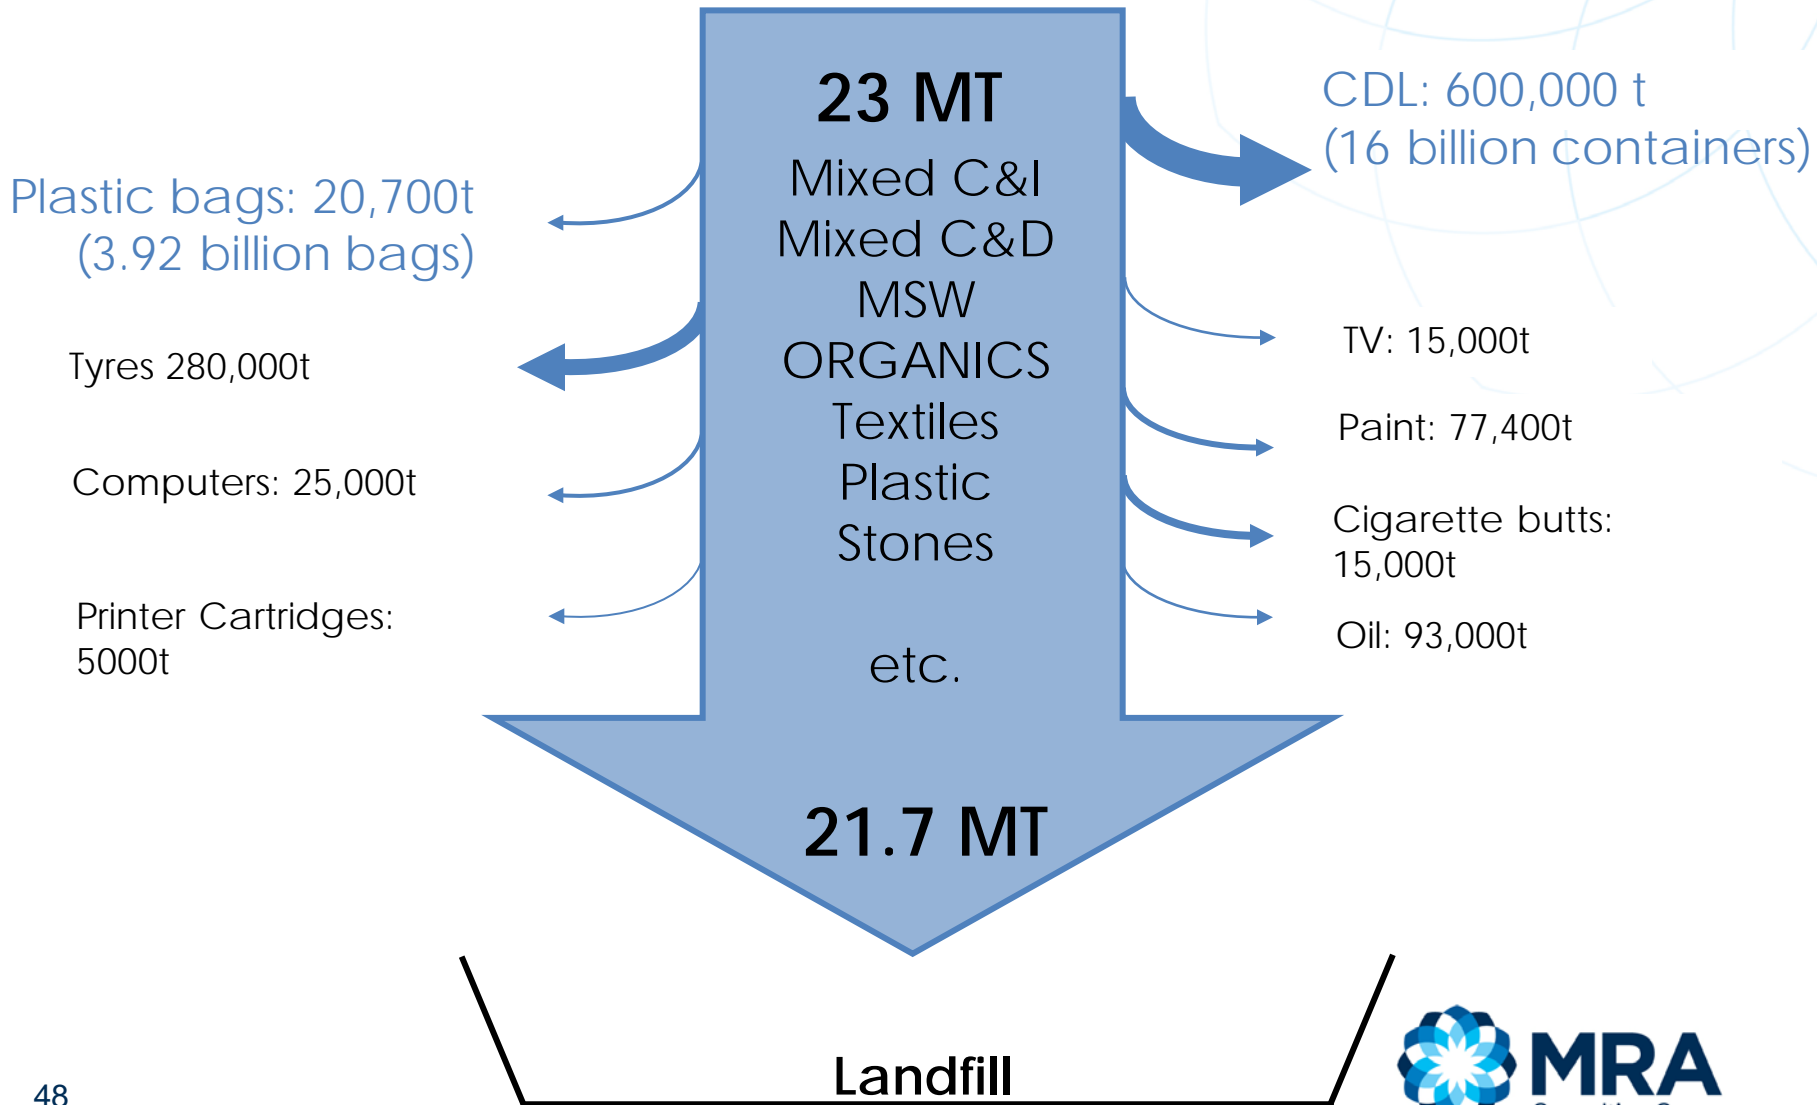 23 MT
Mixed C&I
Mixed C&D
MSW
ORGANICS
Textiles
Plastic
Stones
etc.
21.7 MT
Plastic bags: 20,700t
(3.92 billion bags)
Tyres 280,000t
Computers: 25,000t
Printer Cartridges:
5000t
CDL: 600,000 t
(16 billion containers)
TV: 15,000t
Paint: 77,400t
Cigarette butts:
15,000t
Oil: 93,000t
Landfill
48
MRA